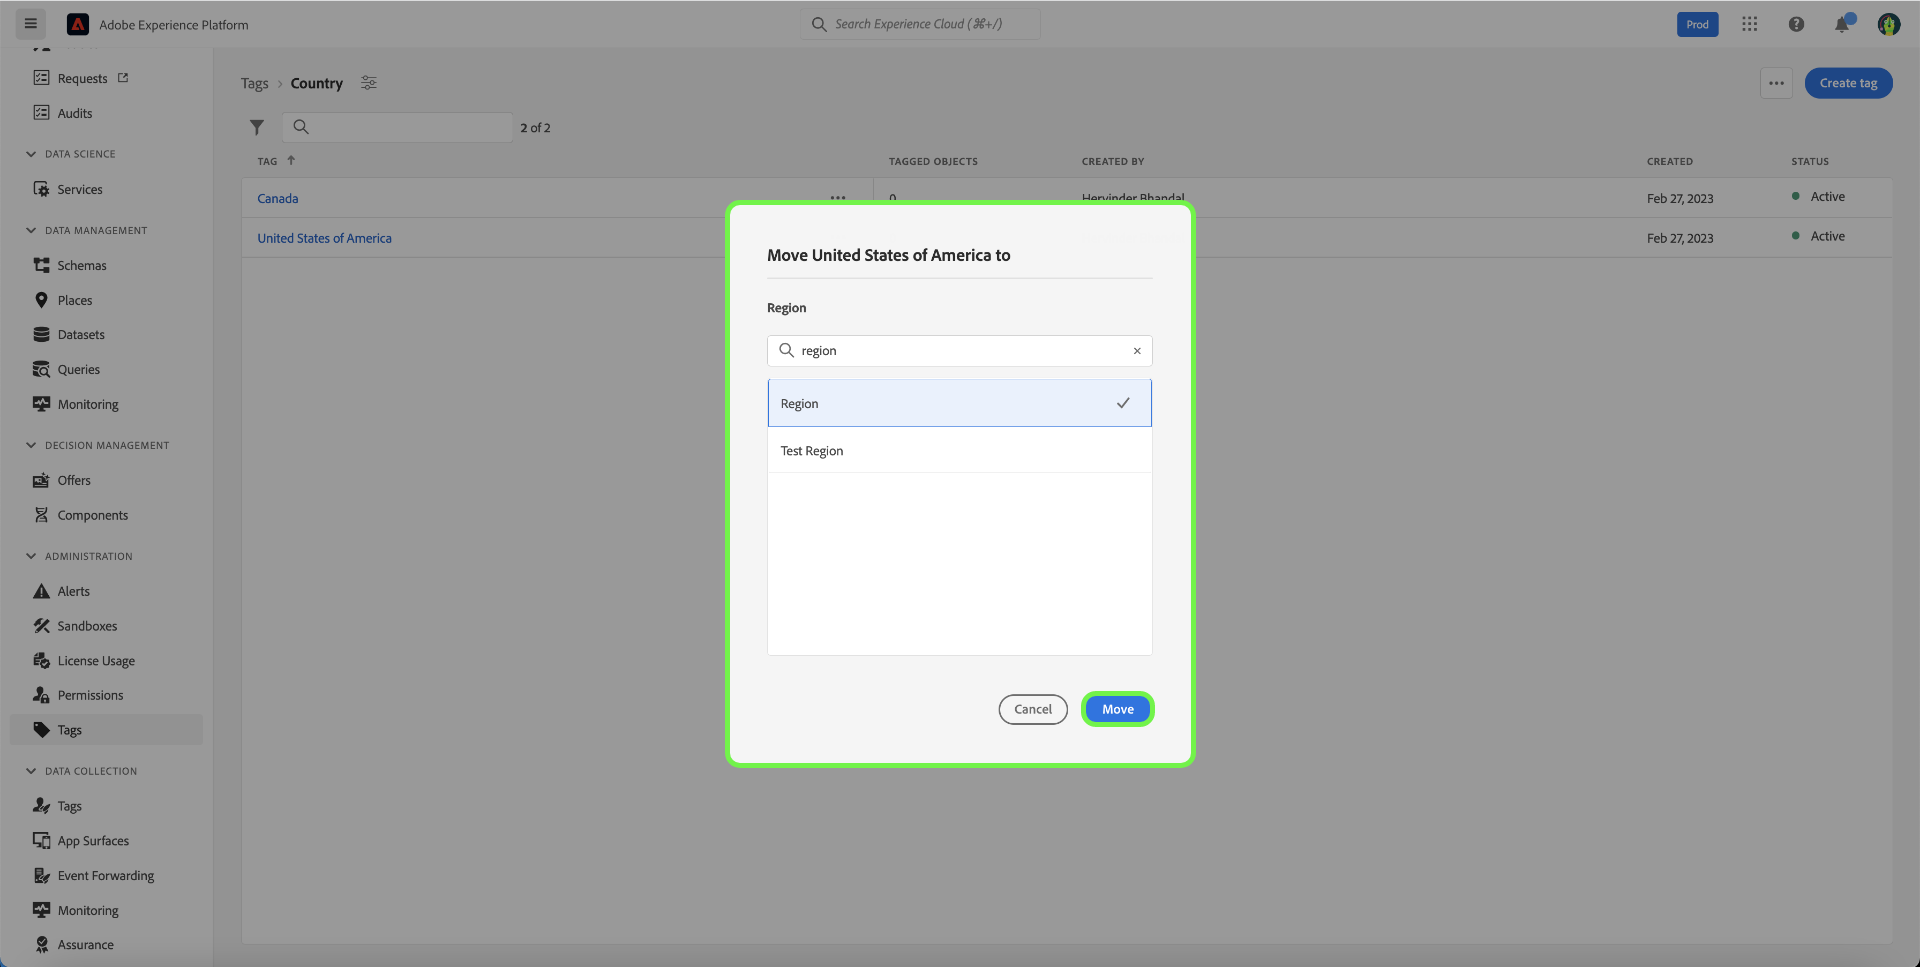 Adobe Experience Platform
Search Experience Cloud (⌘+/)
Prod
Requests
Audits
DATA SCIENCE
Services
DATA MANAGEMENT
Schemas
Places
Datasets
Queries
Monitoring
DECISION MANAGEMENT
Offers
Components
ADMINISTRATION
Alerts
Sandboxes
License Usage
Permissions
Tags
DATA COLLECTION
Tags
App Surfaces
Event Forwarding
Monitoring
Assurance
Tags › Country
Create tag
2 of 2
TAG ↑ TAGGED OBJECTS CREATED BY CREATED STATUS
Canada 0 Hervinder Bhandal Feb 27, 2023 Active
United States of America Feb 27, 2023 Active
Move United States of America to
Region
region
Region
Test Region
Cancel Move